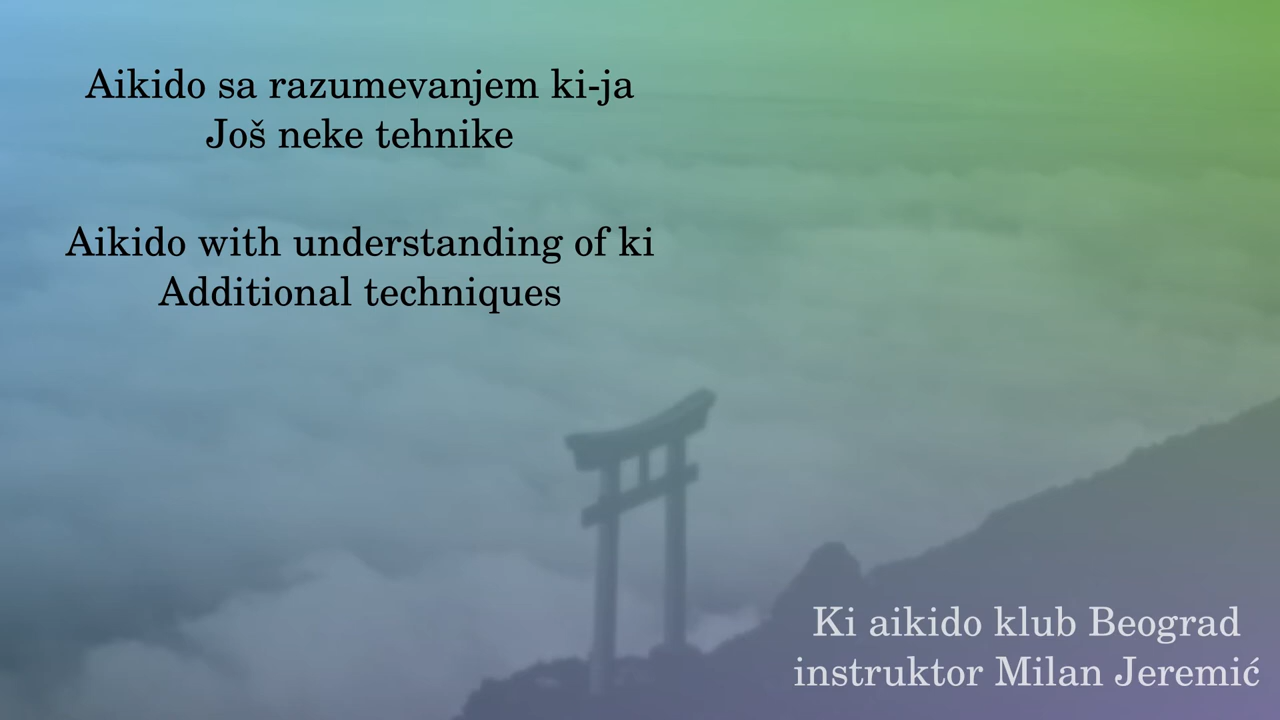 Aikido sa razumevanjem ki-ja
Još neke tehnike
Aikido with understanding of ki
Additional techniques
Ki aikido klub Beograd
instruktor Milan Jeremić